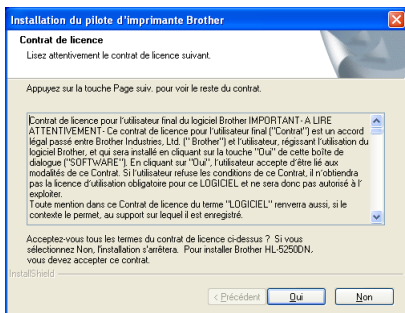 Installation du pilote d'imprimante Brother
Contrat de licence
Lisez attentivement le contrat de licence suivant.
Appuyez sur la touche Page suiv. pour voir le reste du contrat.
Contrat de licence pour l'utilisateur final du logiciel Brother IMPORTANT- A LIRE
ATTENTIVEMENT- Ce contrat de licence pour l'utilisateur final ("Contrat") est un accord
légal passé entre Brother Industries, Ltd. (" Brother") et l'utilisateur, régissant l'utilisation du
logiciel Brother, et qui sera installé en cliquant sur la touche "Oui" de cette boîte de
dialogue ("SOFTWARE"). En cliquant sur "Oui", l'utilisateur accepte d'être lié aux
modalités de ce Contrat. Si l'utilisateur refuse les conditions de ce Contrat, il n'obtiendra
pas la licence d'utilisation obligatoire pour ce LOGICIEL et ne sera donc pas autorisé à l'
exploiter.
Toute mention dans ce Contrat de licence du terme "LOGICIEL" renverra aussi, si le
contexte le permet, au support sur lequel il est enregistré.
Acceptez-vous tous les termes du contrat de licence ci-dessus ? Si vous
sélectionnez Non, l'installation s'arrêtera. Pour installer Brother HL-5250DN,
vous devez accepter ce contrat.
InstallShield
< Précédent
Oui
Non